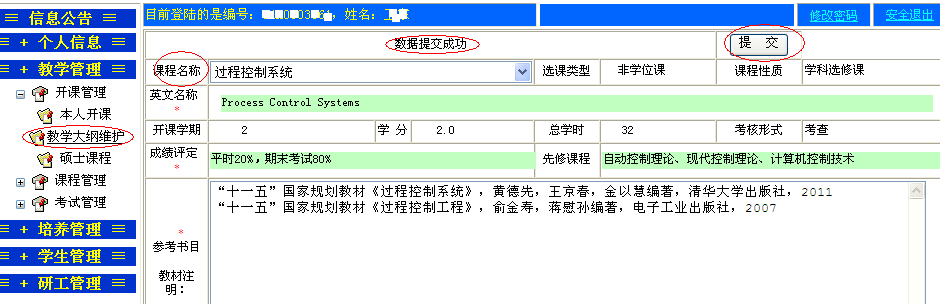 信息公告
+ 个人信息
+ 教学管理
开课管理
本人开课
教学大纲维护
硕士课程
课程管理
考试管理
+ 培养管理
+ 学生管理
+ 研工管理
目前登陆的是编号： ，姓名：
修改密码
安全退出
数据提交成功
提 交
课程名称 过程控制系统 选课类型 非学位课 课程性质 学科选修课
英文名称 * Process Control Systems
开课学期 2 学 分 2.0 总学时 32 考核形式 考查
成绩评定 * 平时20%,期末考试80% 先修课程 自动控制理论、现代控制理论、计算机控制技术
“十一五”国家规划教材《过程控制系统》，黄德先，王京春，金以慧编著，清华大学出版社，2011
“十一五”国家规划教材《过程控制工程》，俞金寿，蒋慰孙编著，电子工业出版社，2007
*
参考书目
教材注
明：